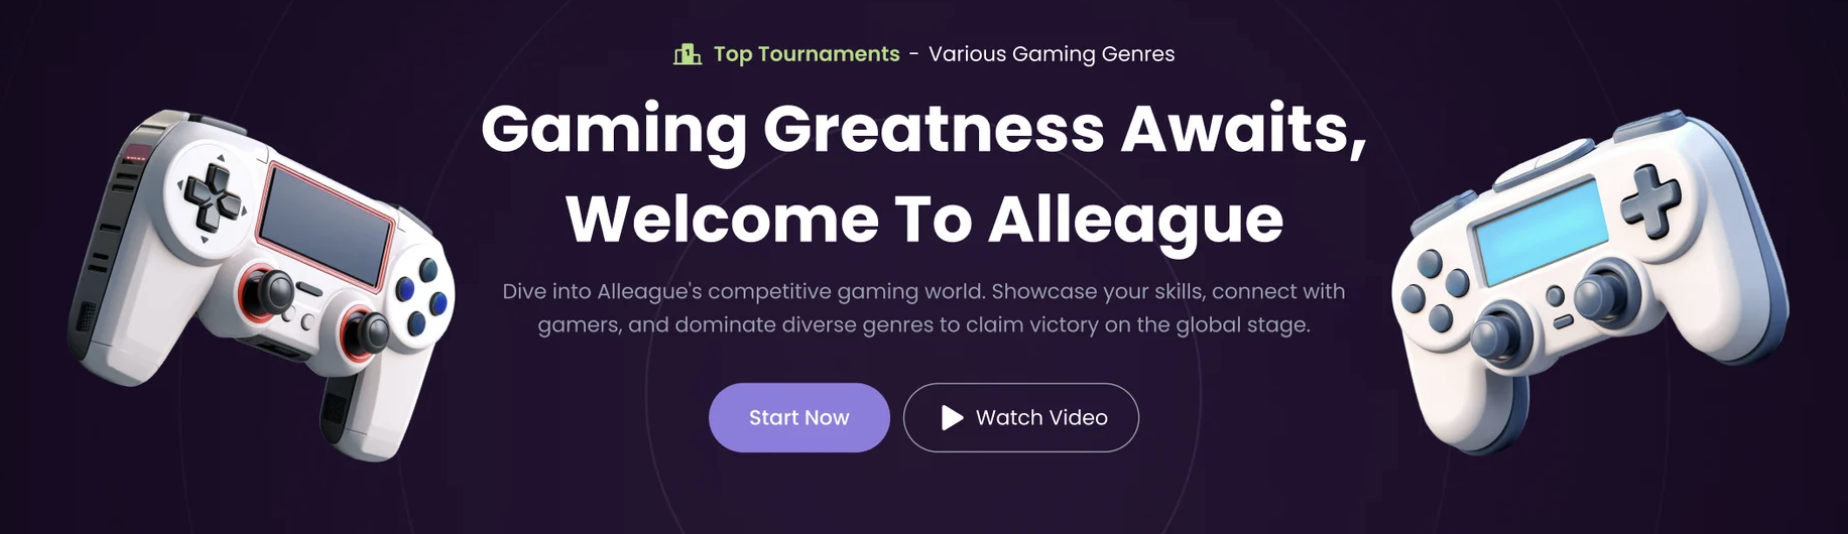 Top Tournaments - Various Gaming Genres
Gaming Greatness Awaits,
Welcome To Alleague
Dive into Alleague's competitive gaming world. Showcase your skills, connect with
gamers, and dominate diverse genres to claim victory on the global stage.
Start Now
Watch Video